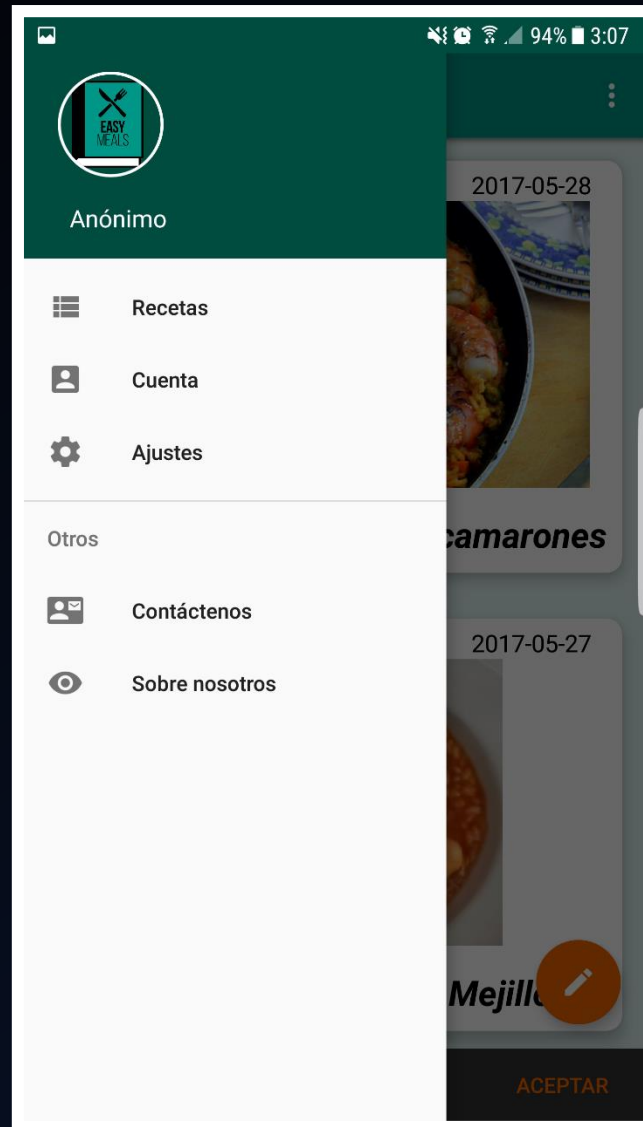 94% 3:07
EASY
MEALS
Anónimo
Recetas
Cuenta
Ajustes
Otros
Contáctenos
Sobre nosotros
2017-05-28
camarones
2017-05-27
Mejill
ACEPTAR